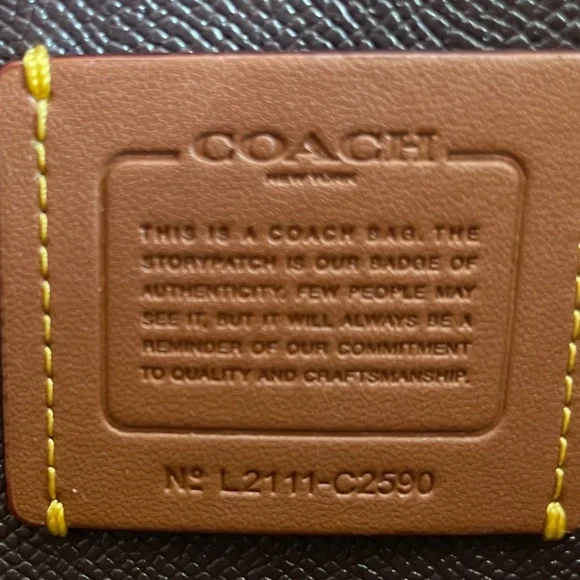 COACH
NEW YORK
THIS IS A COACH BAG. THE
STORYPATCH IS OUR BADGE OF
AUTHENTICITY. FEW PEOPLE MAY
SEE IT, BUT IT WILL ALWAYS BE A
REMINDER OF OUR COMMITMENT
TO QUALITY AND CRAFTSMANSHIP.
Nº L2111-C2590